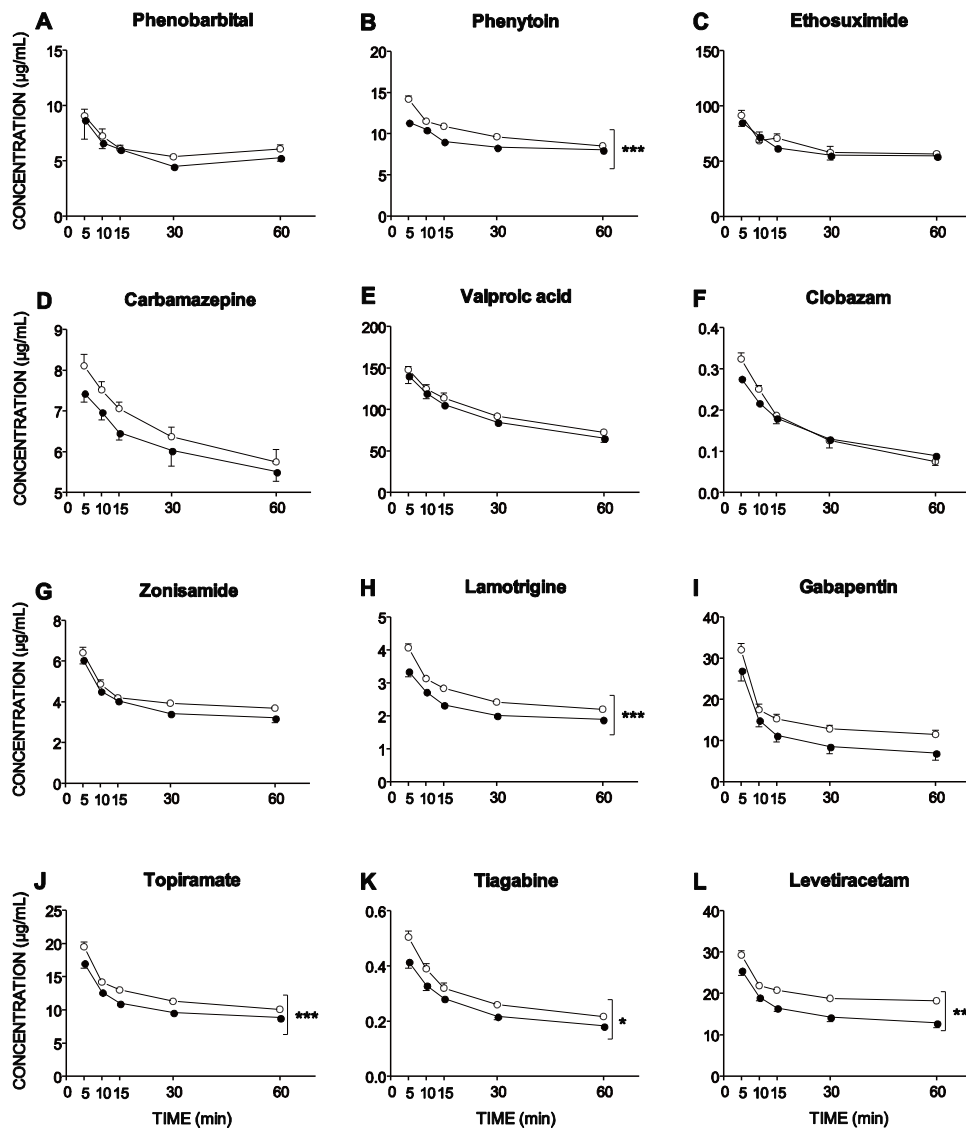 A Phenobarbital
B Phenytoin
C Ethosuximide
CONCENTRATION (µg/mL)
15
10
5
0
0 5 10 15 30 60
20
15
10
5
0
0 5 10 15 30 60
***
150
100
50
0
0 5 10 15 30 60
D Carbamazepine
E Valproic acid
F Clobazam
CONCENTRATION (µg/mL)
9
8
7
6
5
0 5 10 15 30 60
200
150
100
50
0
0 5 10 15 30 60
0.4
0.3
0.2
0.1
0.0
0 5 10 15 30 60
G Zonisamide
H Lamotrigine
I Gabapentin
CONCENTRATION (µg/mL)
8
6
4
2
0
0 5 10 15 30 60
5
4
3
2
1
0
0 5 10 15 30 60
***
40
30
20
10
0
0 5 10 15 30 60
J Topiramate
K Tiagabine
L Levetiracetam
CONCENTRATION (µg/mL)
25
20
15
10
5
0
0 5 10 15 30 60
***
TIME (min)
0.6
0.4
0.2
0.0
0 5 10 15 30 60
*
TIME (min)
40
30
20
10
0
0 5 10 15 30 60
**
TIME (min)